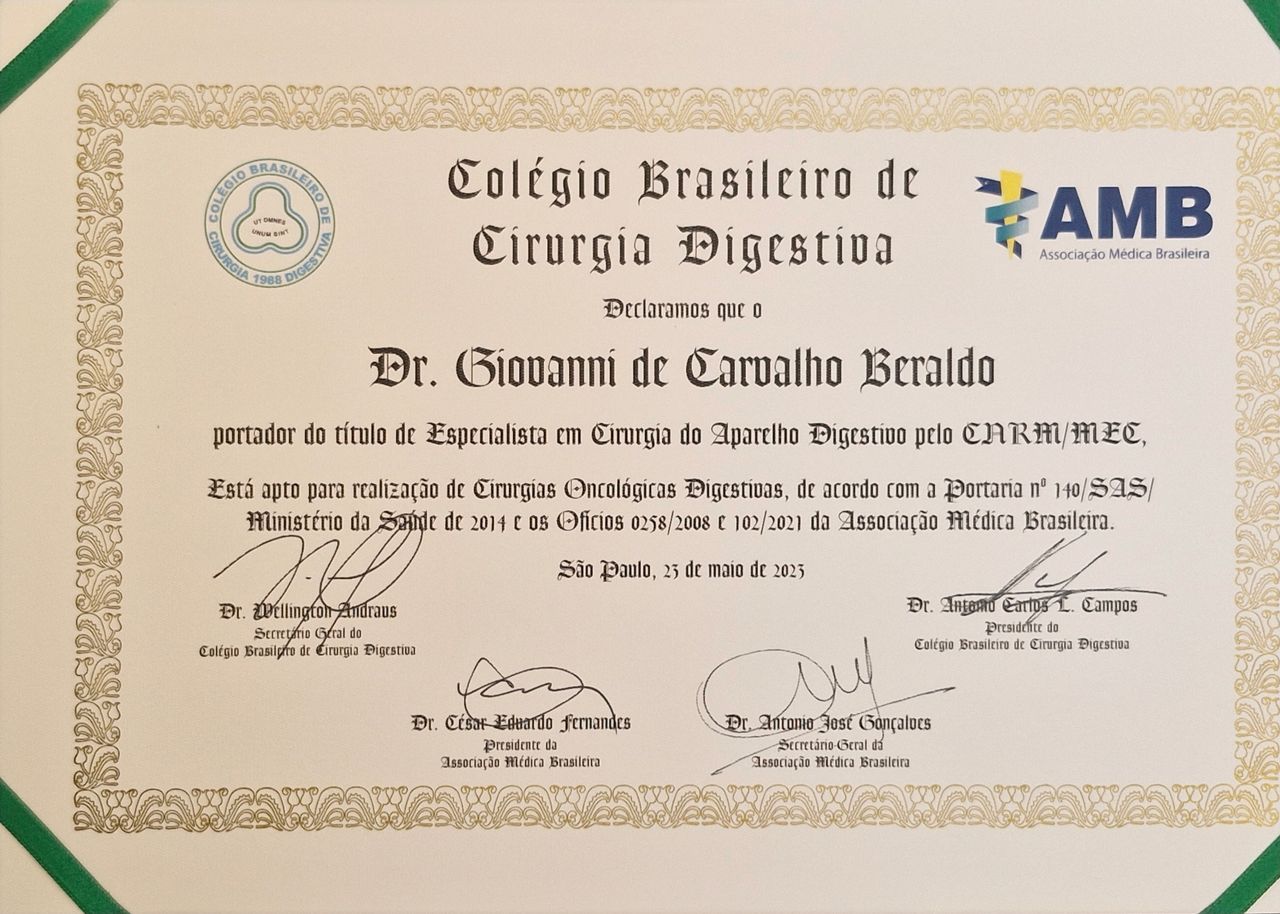 COLÉGIO BRASILEIRO DE CIRURGIA DIGESTIVA 1988
UT OMNES
UNUM SINT
Colégio Brasileiro de
Cirurgia Digestiva
AMB
Associação Médica Brasileira
Declaramos que o
Dr. Giovanni de Carvalho Beraldo
portador do título de Especialista em Cirurgia do Aparelho Digestivo pelo CNRM/MEC,
Está apto para realização de Cirurgias Oncológicas Digestivas, de acordo com a Portaria nº 140/SAS/
Ministério da Saúde de 2014 e os Ofícios 0258/2008 e 102/2021 da Associação Médica Brasileira.
São Paulo, 23 de maio de 2023
Dr. Wellington Andraus
Secretário Geral do
Colégio Brasileiro de Cirurgia Digestiva
Dr. Antonio Carlos L. Campos
Presidente do
Colégio Brasileiro de Cirurgia Digestiva
Dr. César Eduardo Fernandes
Presidente da
Associação Médica Brasileira
Dr. Antonio José Gonçalves
Secretário-Geral da
Associação Médica Brasileira